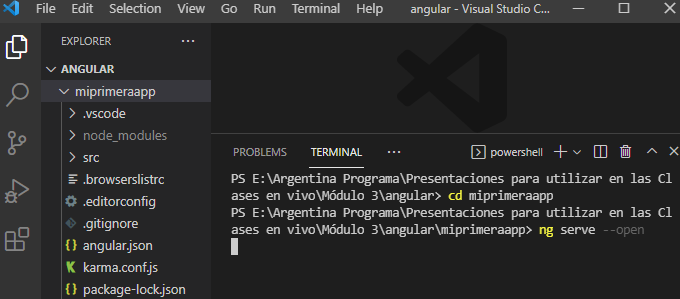 File Edit Selection View Go Run Terminal Help angular - Visual Studio C...
EXPLORER
ANGULAR
miprimeraapp
.vscode
node_modules
src
.browserslistrc
.editorconfig
.gitignore
angular.json
karma.conf.js
package-lock.json
PROBLEMS TERMINAL ... powershell
PS E:\Argentina Programa\Presentaciones para utilizar en las Cl
ases en vivo\Módulo 3\angular> cd miprimeraapp
PS E:\Argentina Programa\Presentaciones para utilizar en las Cl
ases en vivo\Módulo 3\angular\miprimeraapp> ng serve --open